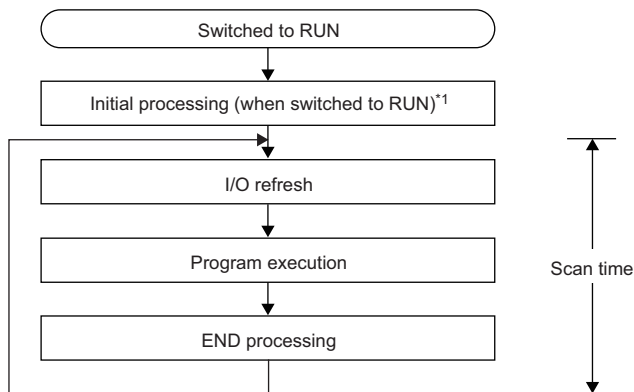 Switched to RUN
Initial processing (when switched to RUN)*1
I/O refresh
Program execution
Scan time
END processing